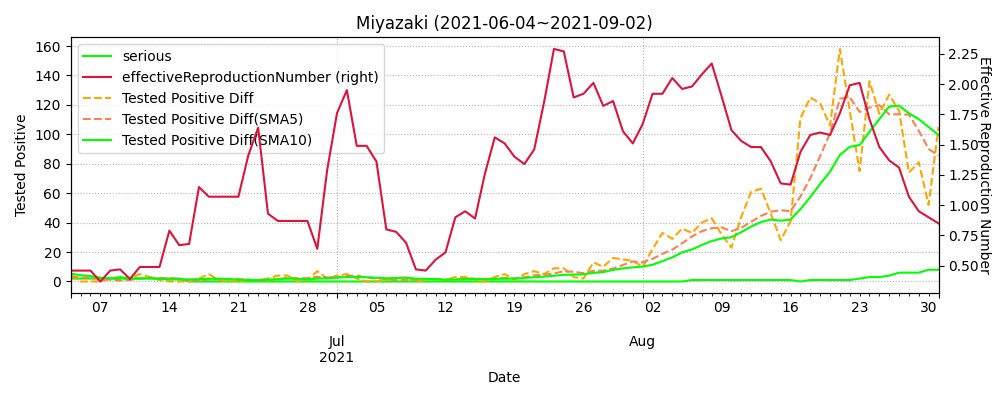 Miyazaki (2021-06-04~2021-09-02)
serious
effectiveReproductionNumber (right)
Tested Positive Diff
Tested Positive Diff(SMA5)
Tested Positive Diff(SMA10)
Tested Positive
160
140
120
100
80
60
40
20
0
2.25
2.00
1.75
1.50
1.25
1.00
0.75
0.50
Effective Reproduction Number
07 14 21 28 05 12 19 26 02 09 16 23 30
Jul Aug
2021
Date